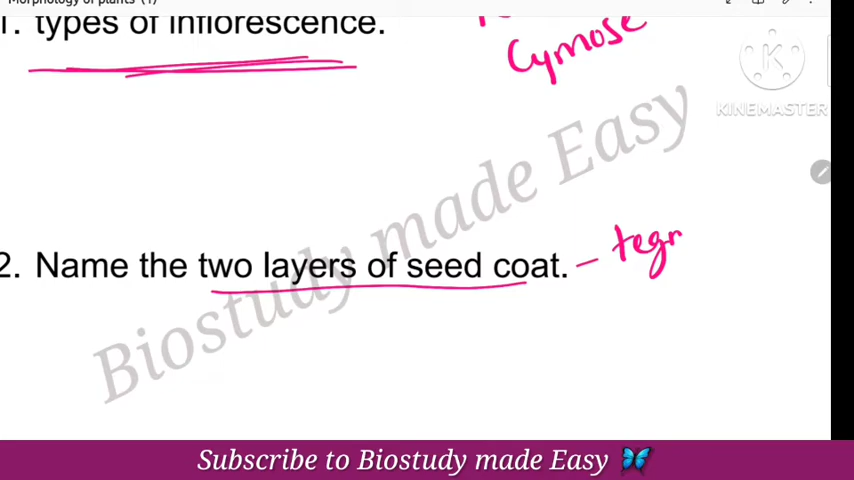 Morphology of plants (1)
1. types of inflorescence.
Cymose
KINEMASTER
Biostudy made Easy
2. Name the two layers of seed coat. - tegr
Subscribe to Biostudy made Easy 🦋